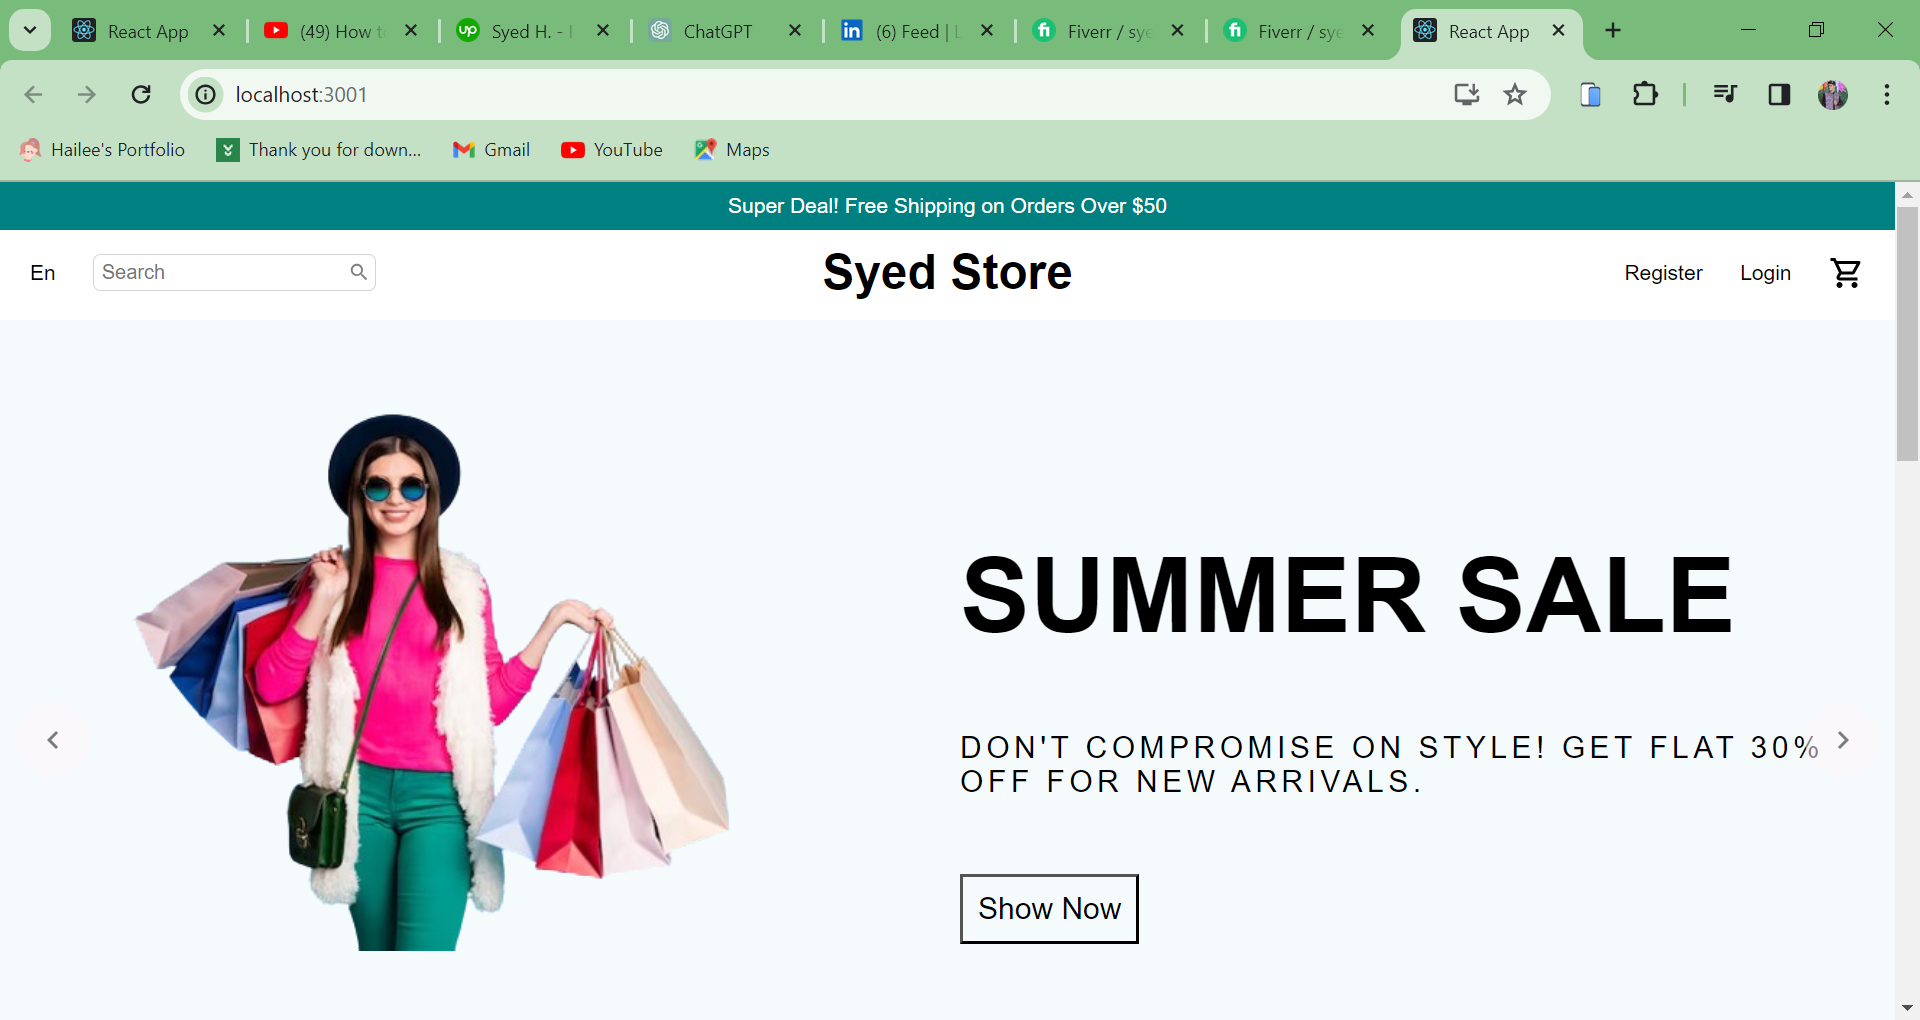 React App
(49) How t
Syed H. -
ChatGPT
(6) Feed | L
Fiverr / sye
Fiverr / sye
React App
localhost:3001
Hailee's Portfolio
Thank you for down...
Gmail
YouTube
Maps
Super Deal! Free Shipping on Orders Over $50
En
Search
Syed Store
Register
Login
SUMMER SALE
DON'T COMPROMISE ON STYLE! GET FLAT 30%
OFF FOR NEW ARRIVALS.
Show Now